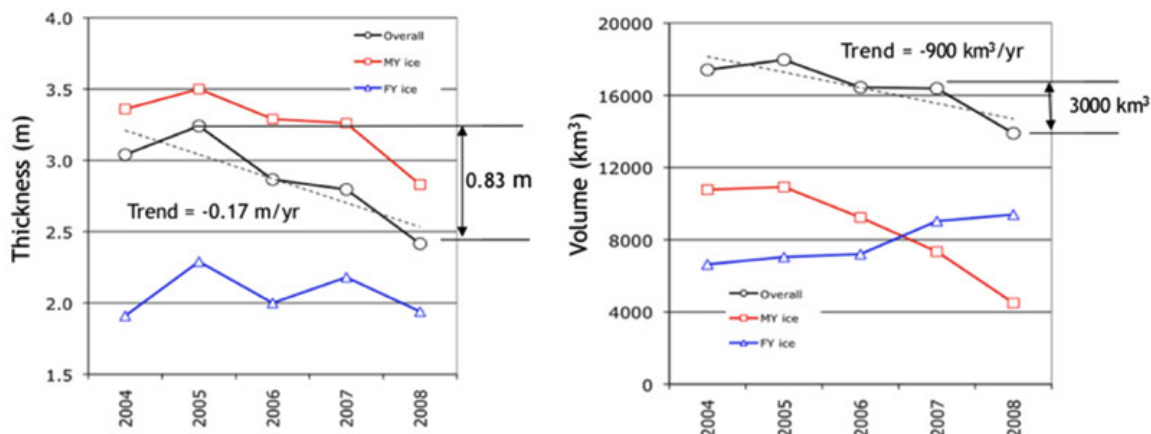 4.0
3.5
3.0
2.5
2.0
1.5
Thickness (m)
Overall
MY ice
FY ice
Trend = -0.17 m/yr
0.83 m
2004
2005
2006
2007
2008
20000
16000
12000
8000
4000
0
Volume (km³)
Trend = -900 km³/yr
3000 km³
Overall
MY ice
FY ice
2004
2005
2006
2007
2008